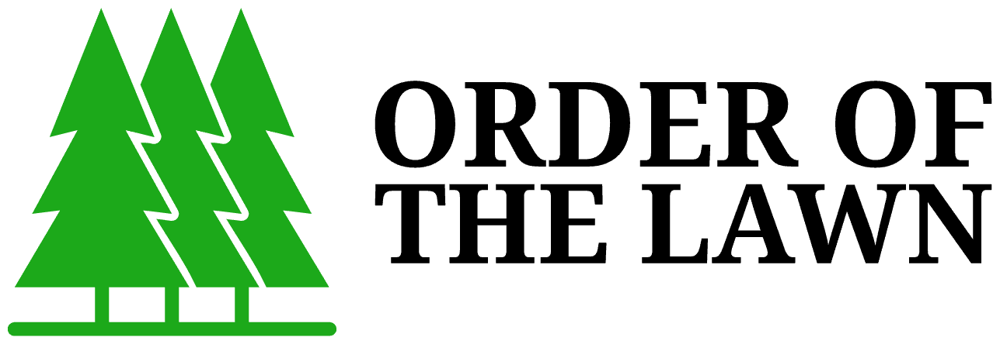 ORDER OF
THE LAWN